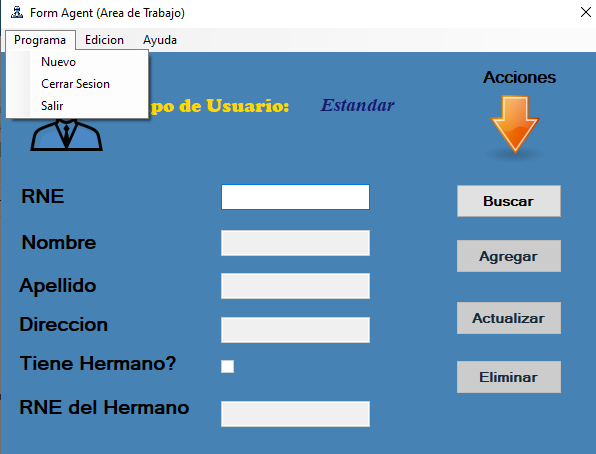 Form Agent (Area de Trabajo)
Programa Edicion Ayuda
Nuevo
Cerrar Sesion
Salir
po de Usuario: Estandar
Acciones
RNE
Buscar
Nombre
Agregar
Apellido
Direccion
Actualizar
Tiene Hermano?
Eliminar
RNE del Hermano